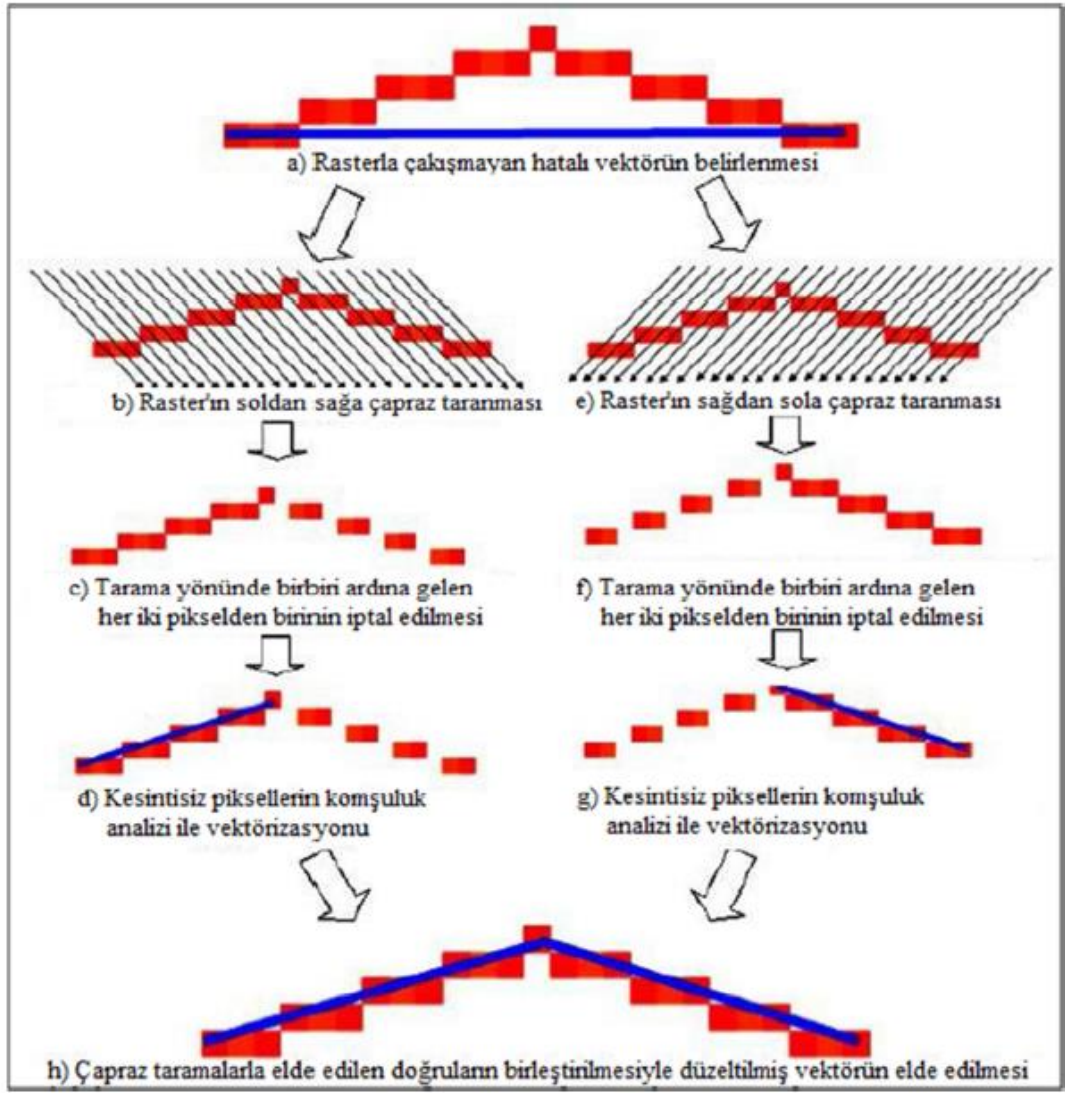 a) Rasterla çakışmayan hatalı vektörün belirlenmesi
b) Raster'ın soldan sağa çapraz taranması
e) Raster'ın sağdan sola çapraz taranması
c) Tarama yönünde birbiri ardına gelen
her iki pikselden birinin iptal edilmesi
f) Tarama yönünde birbiri ardına gelen
her iki pikselden birinin iptal edilmesi
d) Kesintisiz piksellerin komşuluk
analizi ile vektörizasyonu
g) Kesintisiz piksellerin komşuluk
analizi ile vektörizasyonu
h) Çapraz taramalarla elde edilen doğruların birleştirilmesiyle düzeltilmiş vektörün elde edilmesi